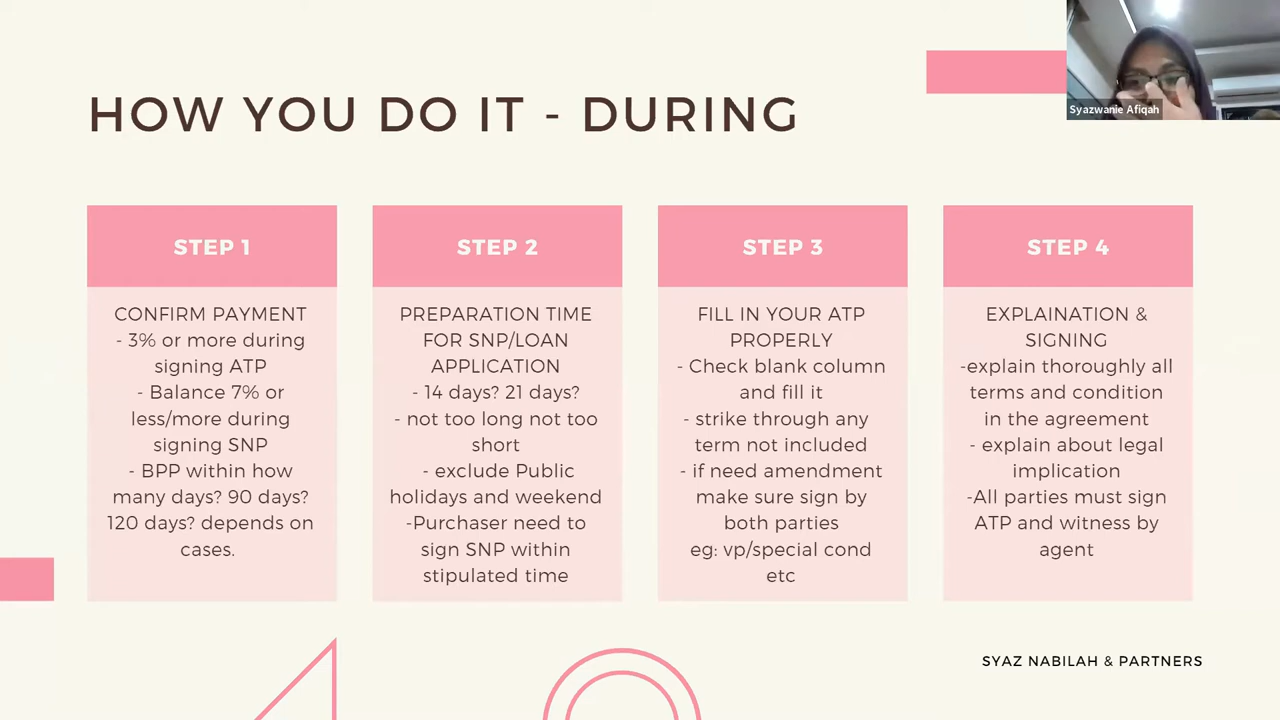 Syazwanie Afiqah
HOW YOU DO IT - DURING
STEP 1
CONFIRM PAYMENT
- 3% or more during
signing ATP
- Balance 7% or
less/more during
signing SNP
- BPP within how
many days? 90 days?
120 days? depends on
cases.
STEP 2
PREPARATION TIME
FOR SNP/LOAN
APPLICATION
- 14 days? 21 days?
- not too long not too
short
- exclude Public
holidays and weekend
-Purchaser need to
sign SNP within
stipulated time
STEP 3
FILL IN YOUR ATP
PROPERLY
- Check blank column
and fill it
- strike through any
term not included
- if need amendment
make sure sign by
both parties
eg: vp/special cond
etc
STEP 4
EXPLAINATION &
SIGNING
-explain thoroughly all
terms and condition
in the agreement
- explain about legal
implication
-All parties must sign
ATP and witness by
agent
SYAZ NABILAH & PARTNERS